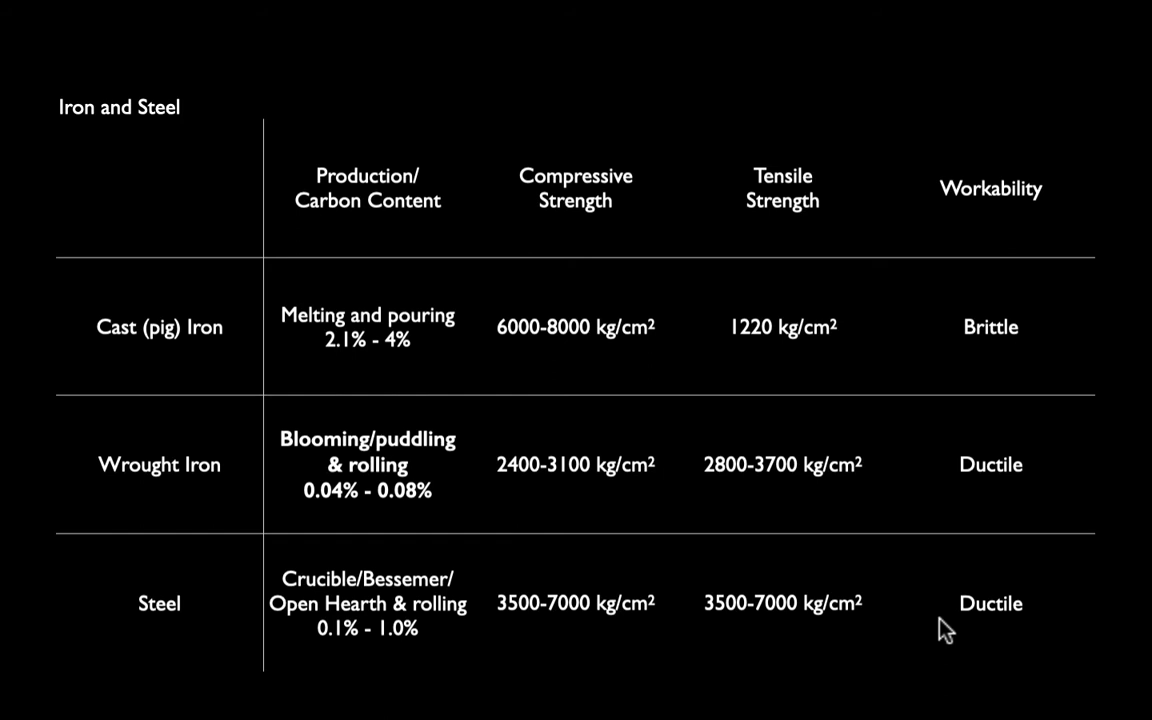 Iron and Steel
Production/
Carbon Content
Compressive
Strength
Tensile
Strength
Workability
Cast (pig) Iron
Melting and pouring
2.1% - 4%
6000-8000 kg/cm²
1220 kg/cm²
Brittle
Wrought Iron
Blooming/puddling
& rolling
0.04% - 0.08%
2400-3100 kg/cm²
2800-3700 kg/cm²
Ductile
Steel
Crucible/Bessemer/
Open Hearth & rolling
0.1% - 1.0%
3500-7000 kg/cm²
3500-7000 kg/cm²
Ductile